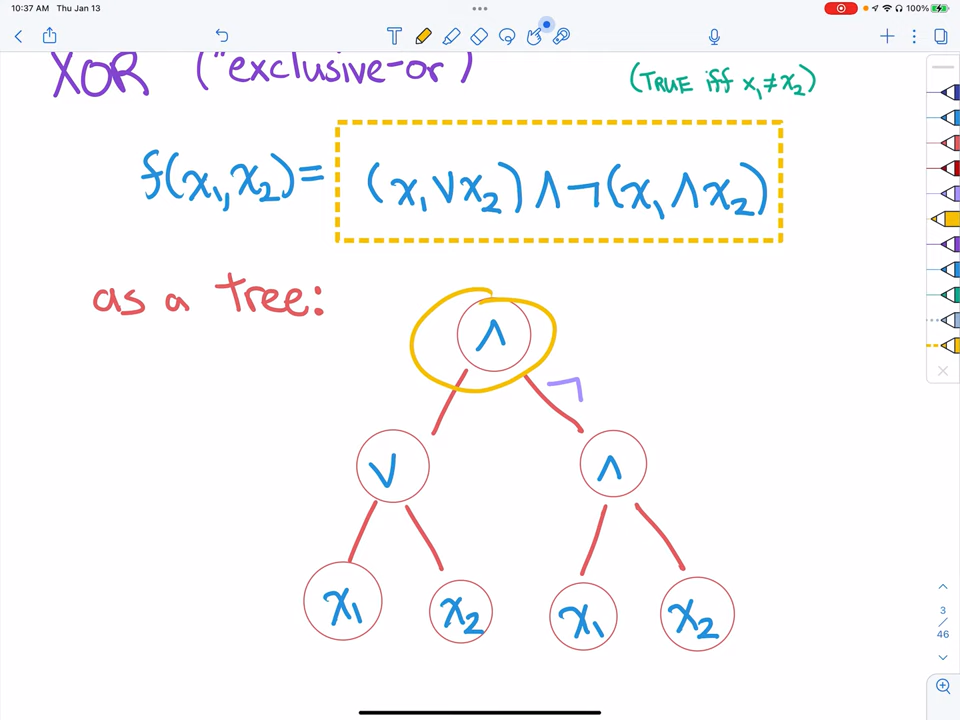 10:37 AM Thu Jan 13
100%
XOR ("exclusive-or)
(TRUE iff x₁≠x₂)
f(x₁,x₂)= (x₁∨x₂)∧¬(x₁∧x₂)
as a tree:
∧
¬
∨ ∧
x₁ x₂ x₁ x₂
3
/
46